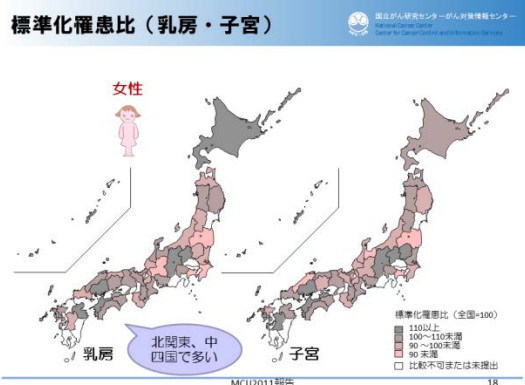 標準化罹患比（乳房・子宮）
国立がん研究センターがん対策情報センター
National Cancer Center
Center for Cancer Control and Information Services
女性
乳房
北関東、中
四国で多い
子宮
標準化罹患比（全国=100）
110以上
100～110未満
90 ～100未満
90 未満
比較不可または未提出
MCIJ2011報告
18